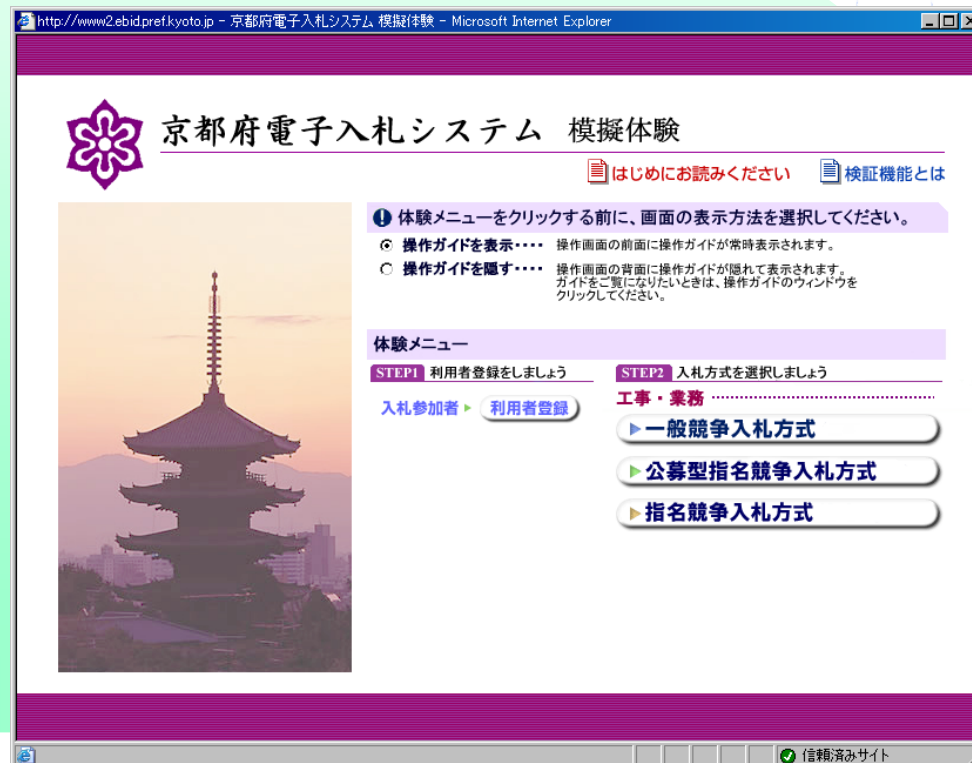 http://www2.ebid.pref.kyoto.jp - 京都府電子入札システム 模擬体験 - Microsoft Internet Explorer
京都府電子入札システム 模擬体験
はじめにお読みください 検証機能とは
体験メニューをクリックする前に、画面の表示方法を選択してください。
操作ガイドを表示・・・・ 操作画面の前面に操作ガイドが常時表示されます。
操作ガイドを隠す・・・・ 操作画面の背面に操作ガイドが隠れて表示されます。
ガイドをご覧になりたいときは、操作ガイドのウィンドウを
クリックしてください。
体験メニュー
STEP1 利用者登録をしましょう
入札参加者 利用者登録
STEP2 入札方式を選択しましょう
工事・業務
一般競争入札方式
公募型指名競争入札方式
指名競争入札方式
信頼済みサイト